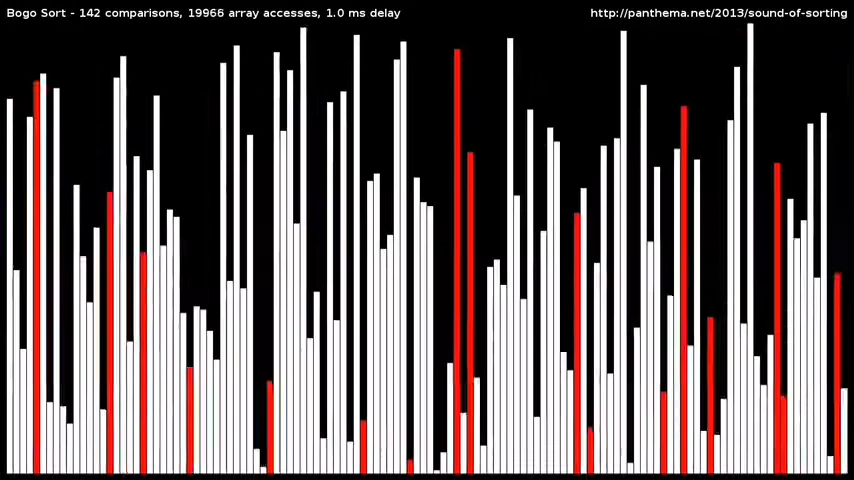 Bogo Sort - 142 comparisons, 19966 array accesses, 1.0 ms delay
http://panthema.net/2013/sound-of-sorting